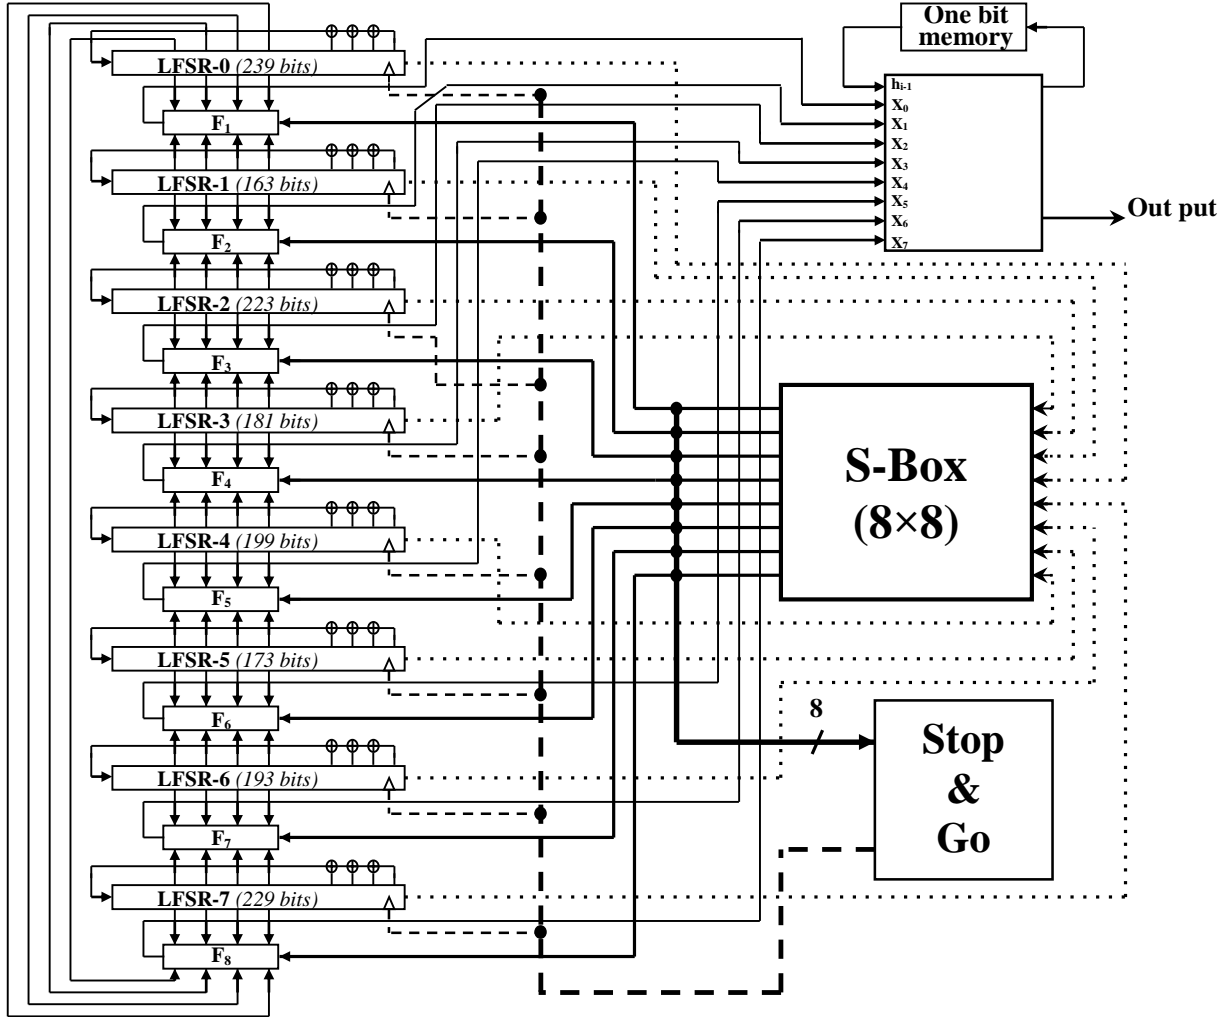 One bit
memory
LFSR-0 (239 bits)
F₁
LFSR-1 (163 bits)
F₂
LFSR-2 (223 bits)
F₃
LFSR-3 (181 bits)
F₄
LFSR-4 (199 bits)
F₅
LFSR-5 (173 bits)
F₆
LFSR-6 (193 bits)
F₇
LFSR-7 (229 bits)
F₈
hᵢ₋₁
X₀
X₁
X₂
X₃
X₄
X₅
X₆
X₇
Out put
S-Box
(8×8)
8
Stop
&
Go